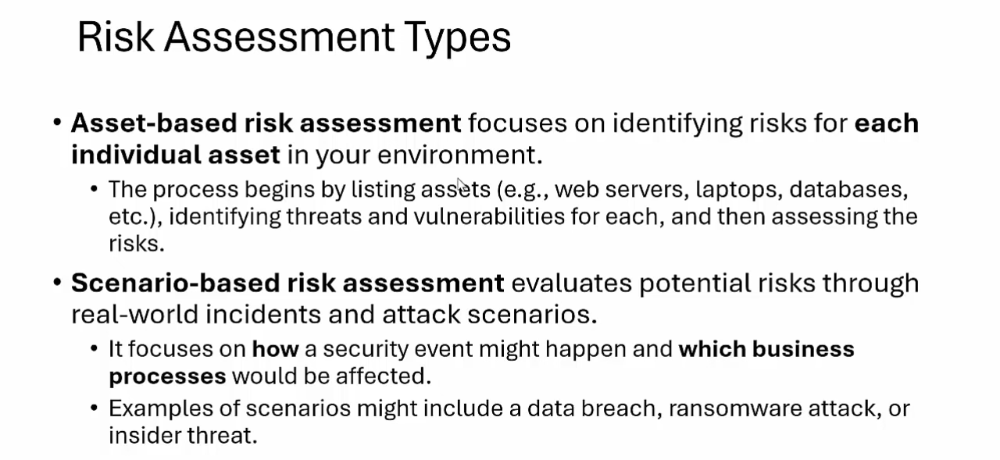 Risk Assessment Types
• Asset-based risk assessment focuses on identifying risks for each
individual asset in your environment.
• The process begins by listing assets (e.g., web servers, laptops, databases,
etc.), identifying threats and vulnerabilities for each, and then assessing the
risks.
• Scenario-based risk assessment evaluates potential risks through
real-world incidents and attack scenarios.
• It focuses on how a security event might happen and which business
processes would be affected.
• Examples of scenarios might include a data breach, ransomware attack, or
insider threat.